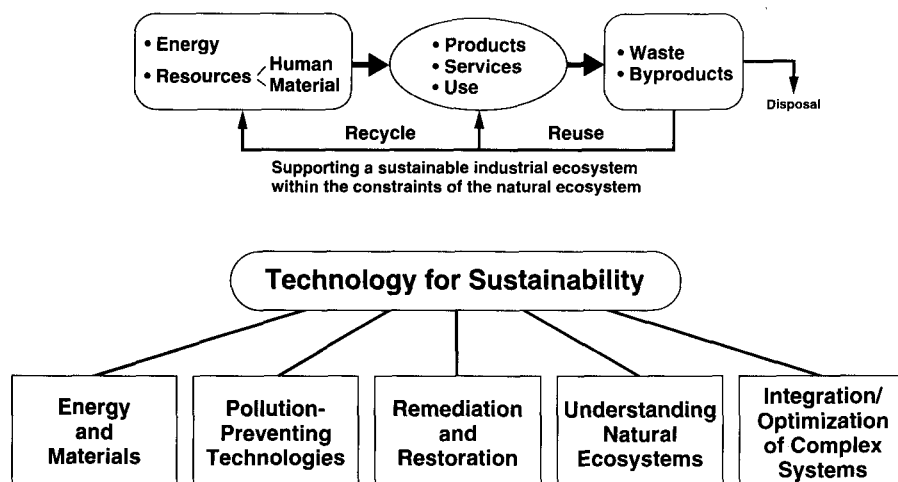 • Energy
• Resources
Human
Material
• Products
• Services
• Use
• Waste
• Byproducts
Disposal
Recycle
Reuse
Supporting a sustainable industrial ecosystem
within the constraints of the natural ecosystem
Technology for Sustainability
Energy
and
Materials
Pollution-
Preventing
Technologies
Remediation
and
Restoration
Understanding
Natural
Ecosystems
Integration/
Optimization
of Complex
Systems